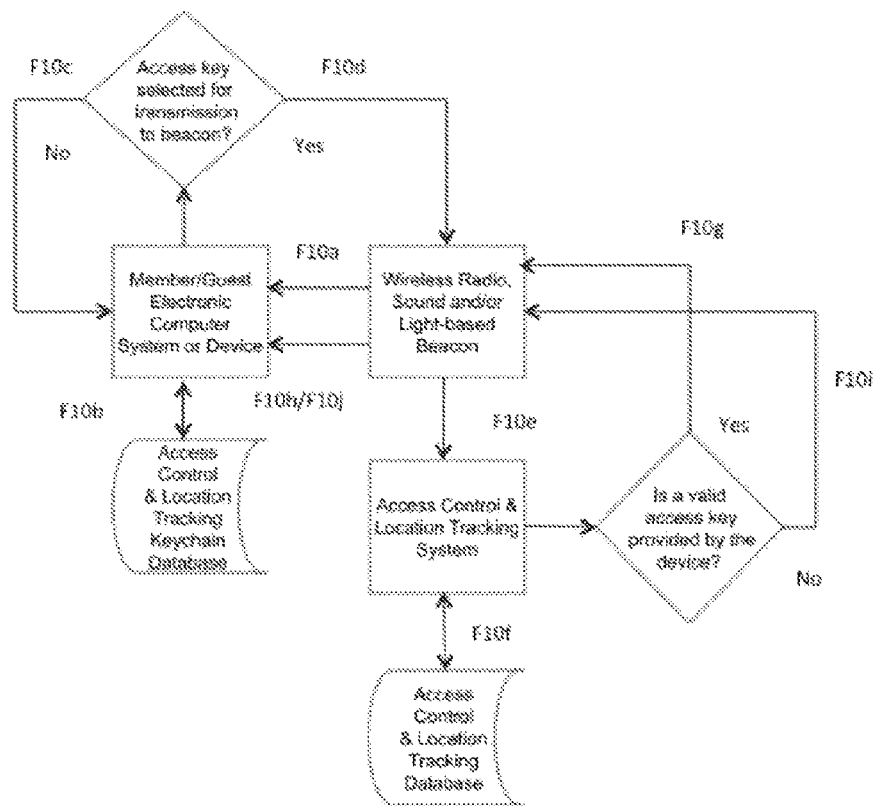 F10c
Access key
selected for
transmission
to beacon?
F10d
No
Yes
F10g
F10a
Member/Guest
Electronic
Computer
System or Device
Wireless Radio,
Sound and/or
Light-based
Beacon
F10i
F10b
F10h/F10j
F10e
Yes
Access
Control
& Location
Tracking
Keychain
Database
Access Control &
Location Tracking
System
Is a valid
access key
provided by the
device?
No
F10f
Access
Control
& Location
Tracking
Database